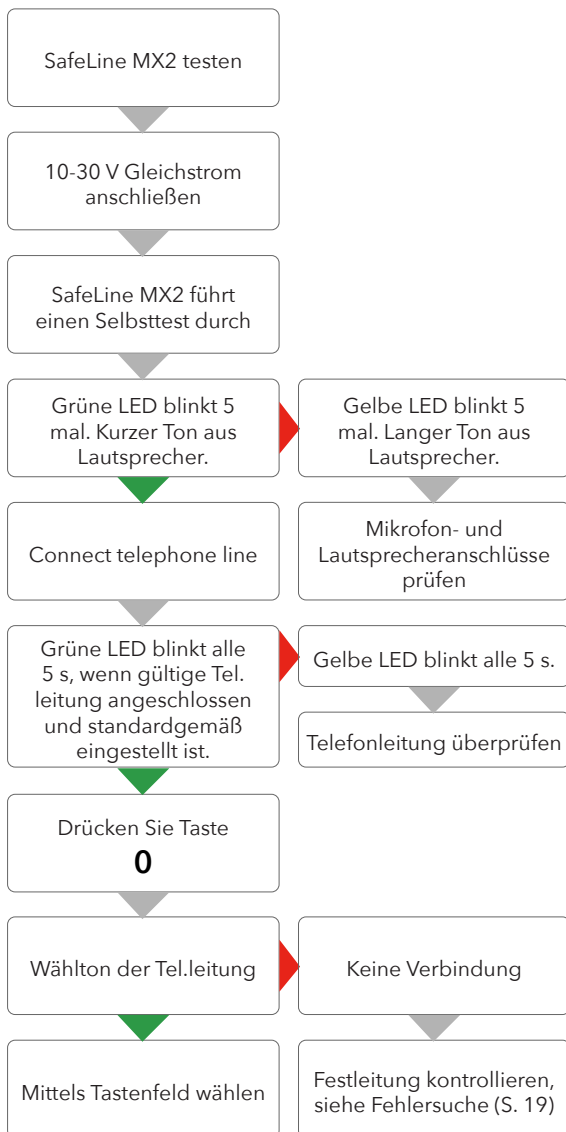 SafeLine MX2 testen
10-30 V Gleichstrom
anschließen
SafeLine MX2 führt
einen Selbsttest durch
Grüne LED blinkt 5
mal. Kurzer Ton aus
Lautsprecher.
Gelbe LED blinkt 5
mal. Langer Ton aus
Lautsprecher.
Connect telephone line
Mikrofon- und
Lautsprecheranschlüsse
prüfen
Grüne LED blinkt alle
5 s, wenn gültige Tel.
leitung angeschlossen
und standardgemäß
eingestellt ist.
Gelbe LED blinkt alle 5 s.
Telefonleitung überprüfen
Drücken Sie Taste
0
Wählton der Tel.leitung
Keine Verbindung
Mittels Tastenfeld wählen
Festleitung kontrollieren,
siehe Fehlersuche (S. 19)